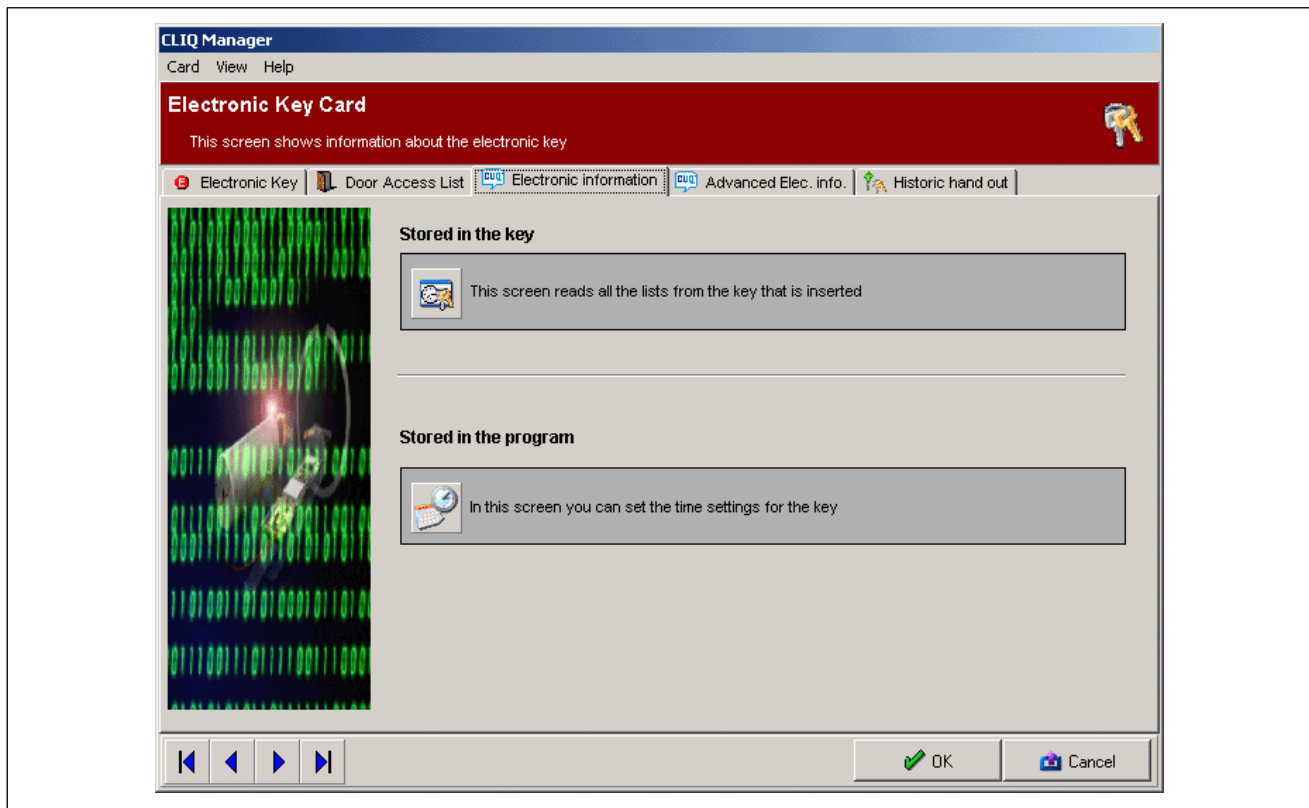 CLIQ Manager
Card View Help
Electronic Key Card
This screen shows information about the electronic key
E Electronic Key Door Access List CLIQ Electronic information CLIQ Advanced Elec. info. Historic hand out
Stored in the key
This screen reads all the lists from the key that is inserted
Stored in the program
In this screen you can set the time settings for the key
OK Cancel